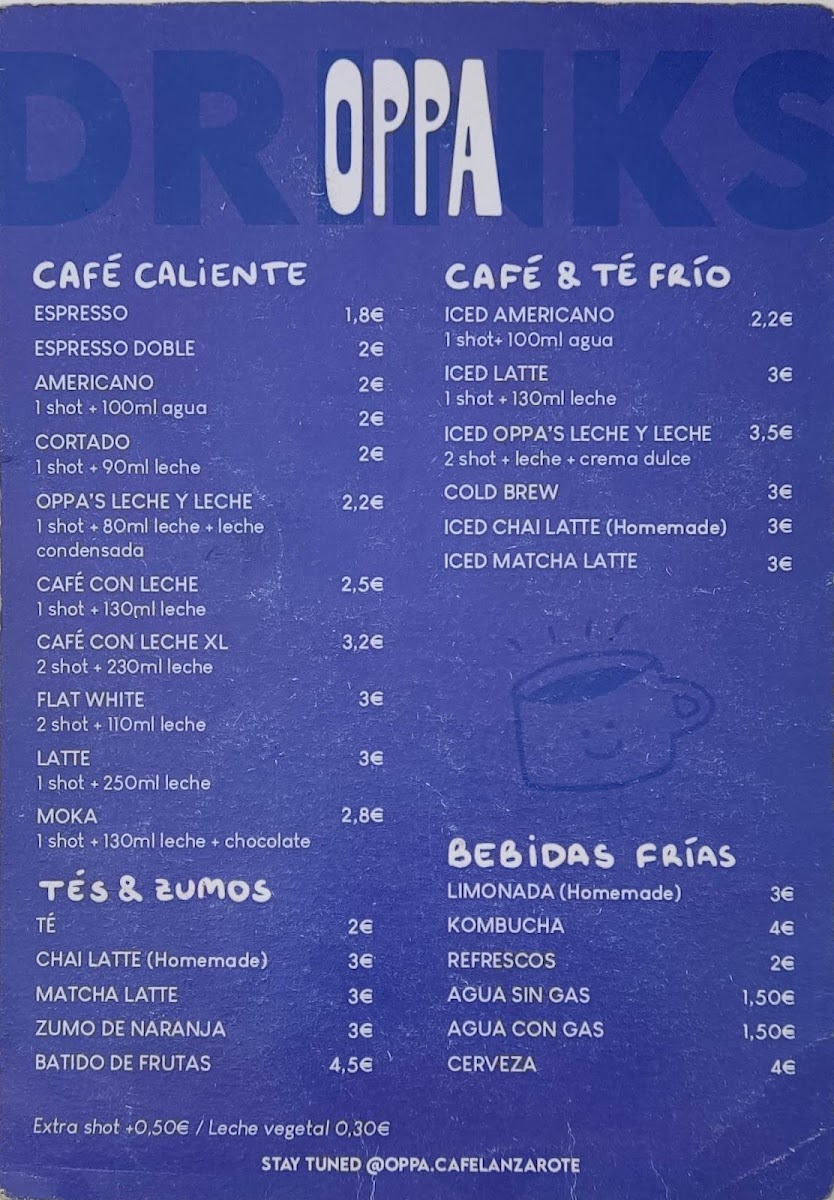 DRINKS
OPPA
CAFÉ CALIENTE
ESPRESSO 1,8€
ESPRESSO DOBLE 2€
AMERICANO 2€
1 shot + 100ml agua
2€
CORTADO 2€
1 shot + 90ml leche
OPPA'S LECHE Y LECHE 2,2€
1 shot + 80ml leche + leche
condensada
CAFÉ CON LECHE 2,5€
1 shot + 130ml leche
CAFÉ CON LECHE XL 3,2€
2 shot + 230ml leche
FLAT WHITE 3€
2 shot + 110ml leche
LATTE 3€
1 shot + 250ml leche
MOKA 2,8€
1 shot + 130ml leche + chocolate
TÉS & ZUMOS
TÉ 2€
CHAI LATTE (Homemade) 3€
MATCHA LATTE 3€
ZUMO DE NARANJA 3€
BATIDO DE FRUTAS 4,5€
CAFÉ & TÉ FRÍO
ICED AMERICANO 2,2€
1 shot+ 100ml agua
ICED LATTE 3€
1 shot + 130ml leche
ICED OPPA'S LECHE Y LECHE 3,5€
2 shot + leche + crema dulce
COLD BREW 3€
ICED CHAI LATTE (Homemade) 3€
ICED MATCHA LATTE 3€
BEBIDAS FRÍAS
LIMONADA (Homemade) 3€
KOMBUCHA 4€
REFRESCOS 2€
AGUA SIN GAS 1,50€
AGUA CON GAS 1,50€
CERVEZA 4€
Extra shot +0,50€ / Leche vegetal 0,30€
STAY TUNED @OPPA.CAFELANZAROTE